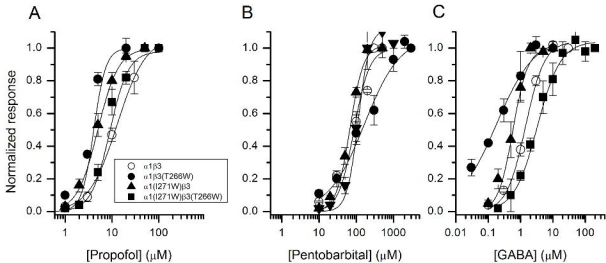 A
B
C
Normalized response
1.0
0.8
0.6
0.4
0.2
0.0
1.0
0.8
0.6
0.4
0.2
0.0
1.0
0.8
0.6
0.4
0.2
0.0
α1β3
α1β3(T266W)
α1(I271W)β3
α1(I271W)β3(T266W)
1 10 100
10 100 1000
0.01 0.1 1 10 100
[Propofol] (μM)
[Pentobarbital] (μM)
[GABA] (μM)